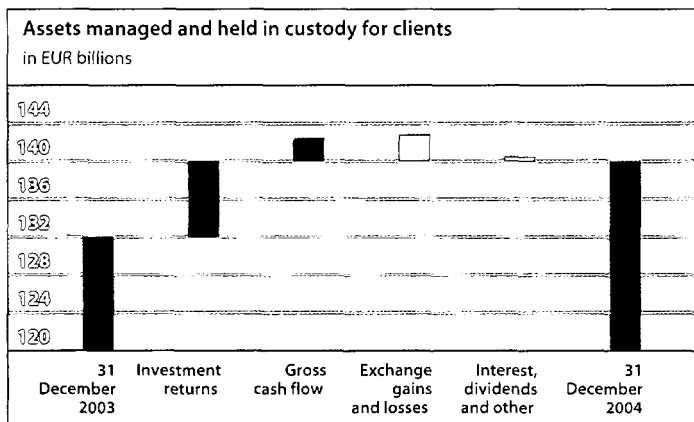 Assets managed and held in custody for clients
in EUR billions
144
140
136
132
128
124
120
31
December
2003
Investment
returns
Gross
cash flow
Exchange
gains
and losses
Interest,
dividends
and other
31
December
2004